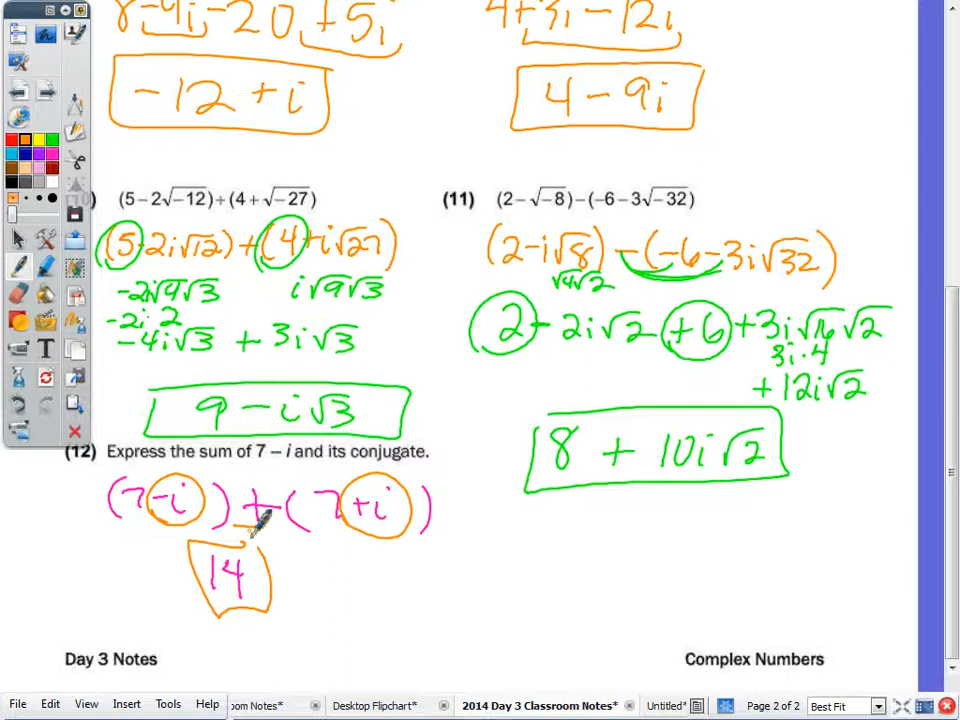 8-4i-20+5i
4+3i-12i
-12+i
4-9i
(10) (5-2√-12)+(4+√-27)
(11) (2-√-8)-(-6-3√-32)
(5-2i√12)+(4+i√27)
(2-i√8)-(-6-3i√32)
√4√2
-2i√4√3 i√9√3
-2i·2
-4i√3 + 3i√3
2-2i√2 +6 +3i√16√2
3i·4
+12i√2
9-i√3
8 + 10i√2
(12) Express the sum of 7 – i and its conjugate.
(7-i)+(7+i)
14
Day 3 Notes
Complex Numbers
File Edit View Insert Tools
oom Notes* Desktop Flipchart* 2014 Day 3 Classroom Notes* Untitled* Page 2 of 2 Best Fit
T